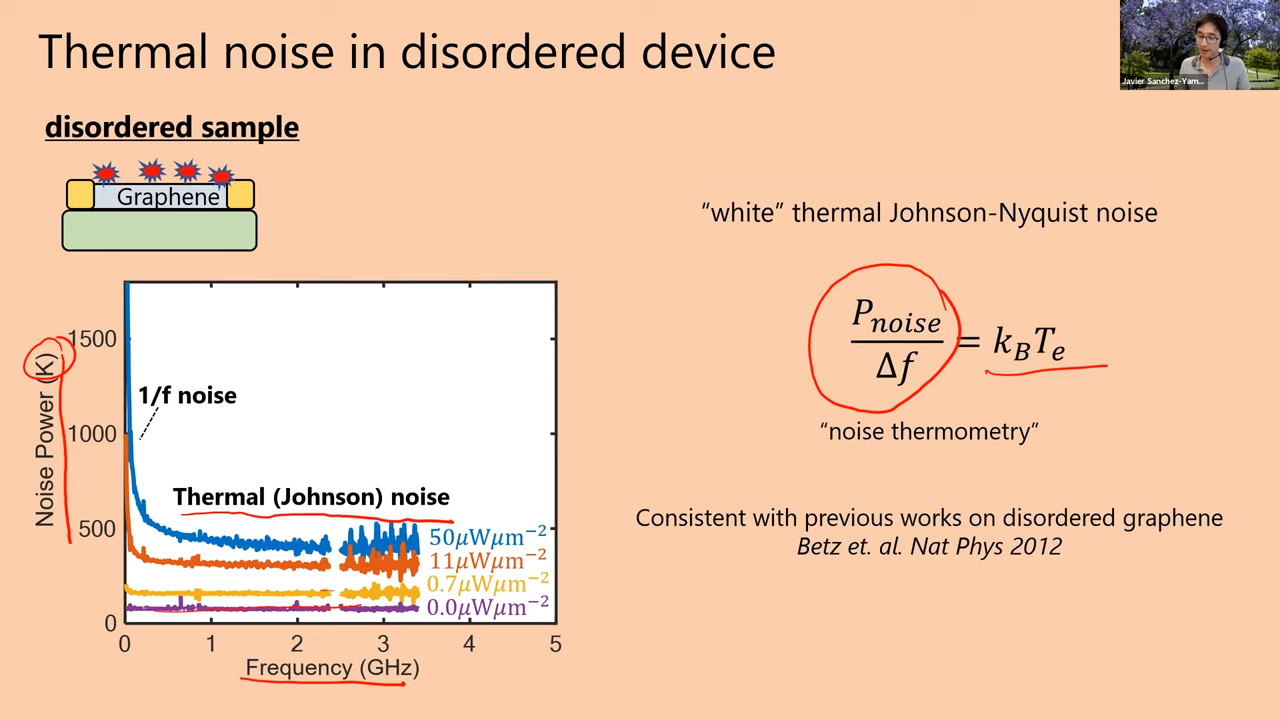 Thermal noise in disordered device
Javier Sanchez-Yam...
disordered sample
Graphene
"white" thermal Johnson-Nyquist noise
P_noise / Δf = k_B T_e
"noise thermometry"
Consistent with previous works on disordered graphene
Betz et. al. Nat Phys 2012
Noise Power (K)
1500
1000
500
0
1/f noise
Thermal (Johnson) noise
50μWμm⁻²
11μWμm⁻²
0.7μWμm⁻²
0.0μWμm⁻²
0 1 2 3 4 5
Frequency (GHz)